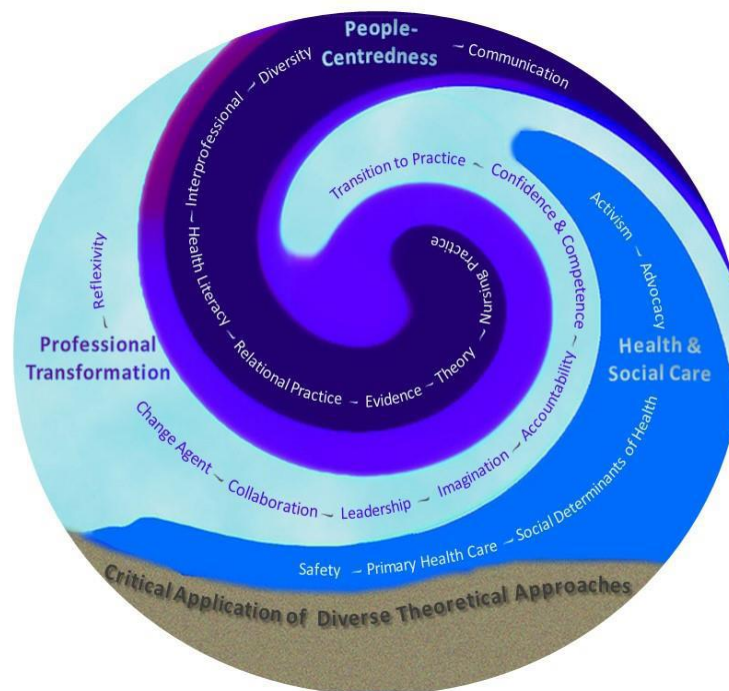 People-
Centredness
~ Communication
Nursing Practice ~ Theory ~ Evidence ~ Relational Practice ~ Health Literacy ~ Interprofessional ~ Diversity
Professional
Transformation
~ Reflexivity
Change Agent ~ Collaboration ~ Leadership ~ Imagination ~ Accountability ~ Confidence & Competence ~ Transition to Practice
Health &
Social Care
Activism ~ Advocacy
Safety ~ Primary Health Care ~ Social Determinants of Health
Critical Application of Diverse Theoretical Approaches